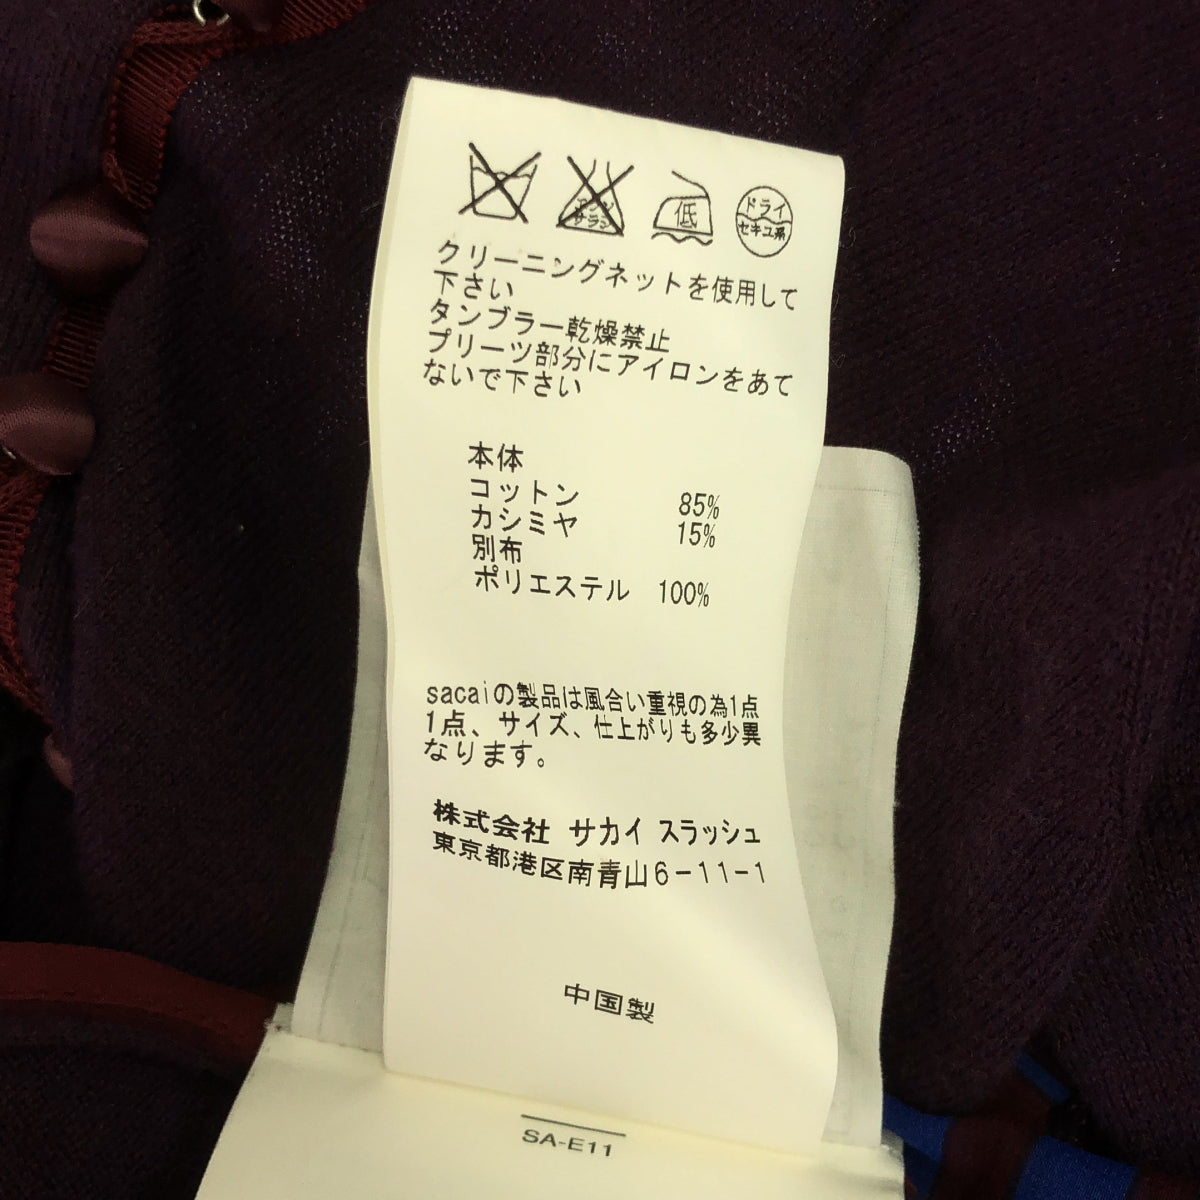 エンソ
サラシ
低
ドライ
セキユ系
クリーニングネットを使用して
下さい
タンブラー乾燥禁止
プリーツ部分にアイロンをあて
ないで下さい
本体
コットン 85%
カシミヤ 15%
別布
ポリエステル 100%
sacaiの製品は風合い重視の為1点
1点、サイズ、仕上がりも多少異
なります。
株式会社 サカイ スラッシュ
東京都港区南青山6-11-1
中国製
SA-E11